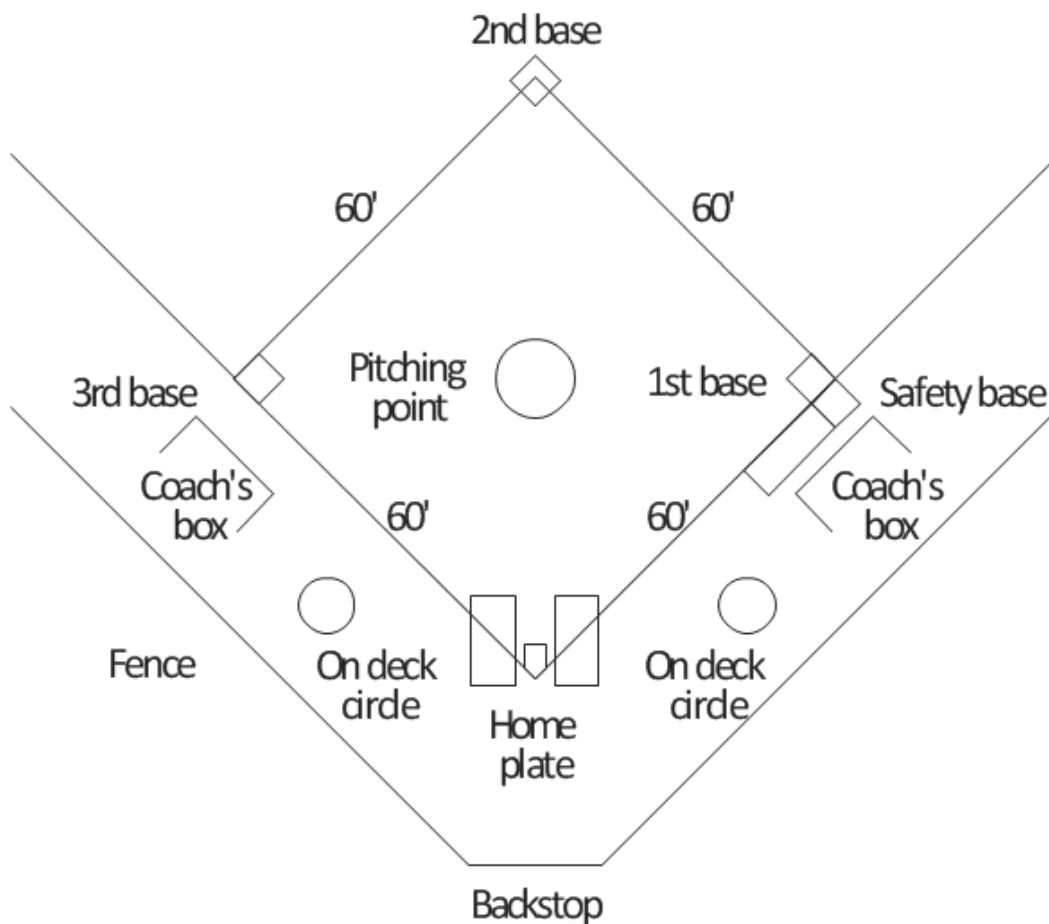 2nd base
60'
60'
Pitching
point
3rd base
1st base
Safety base
Coach's
box
Coach's
box
60'
60'
Fence
On deck
circle
On deck
circle
Home
plate
Backstop